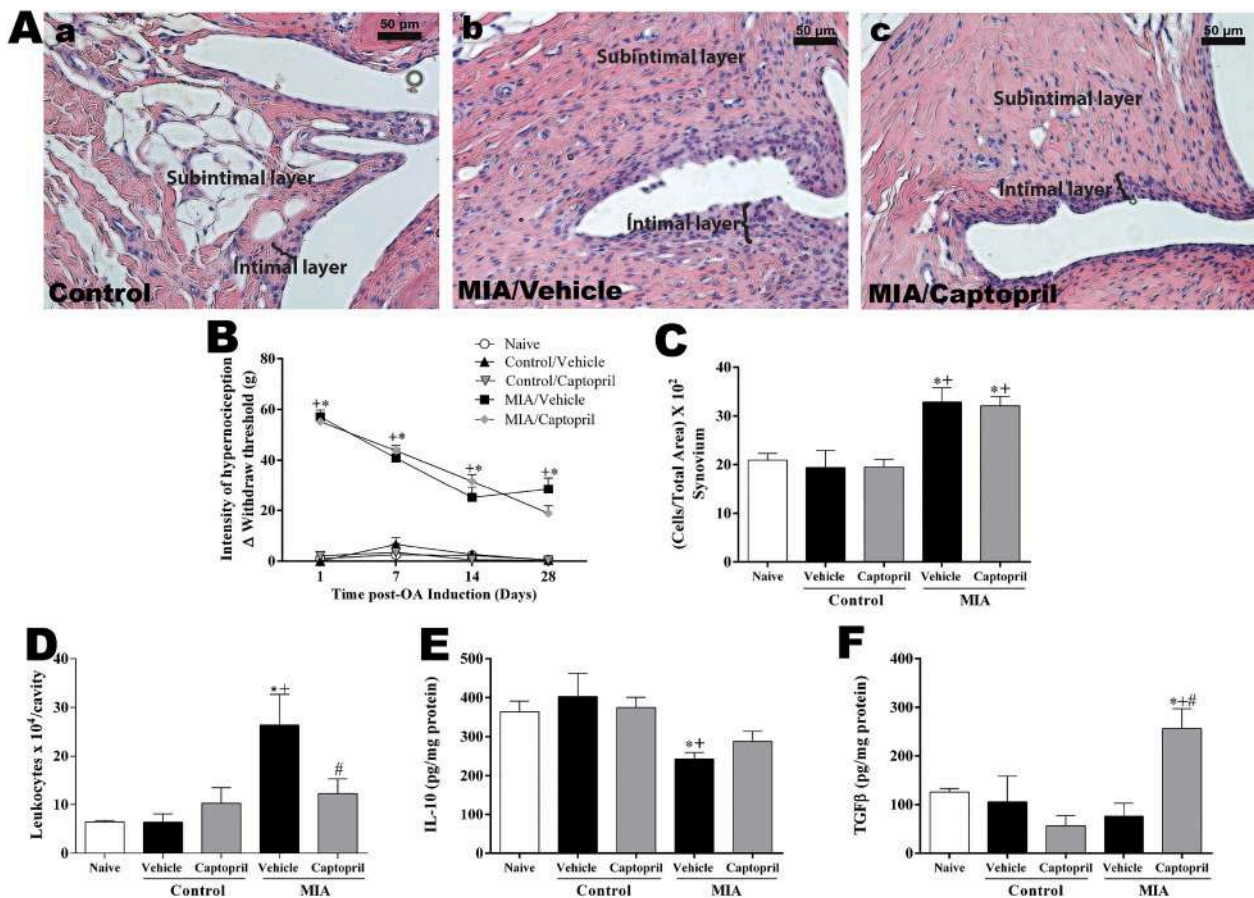 A
a
50 µm
Subintimal layer
Intimal layer
Control
b
50 µm
Subintimal layer
Intimal layer
MIA/Vehicle
c
50 µm
Subintimal layer
Intimal layer
MIA/Captopril
B
Intensity of hypernociception
Δ Withdraw threshold (g)
80
60
40
20
0
+*
+*
+*
+*
Naive
Control/Vehicle
Control/Captopril
MIA/Vehicle
MIA/Captopril
1 7 14 28
Time post-OA Induction (Days)
C
(Cells/Total Area) X 10²
Synovium
40
30
20
10
0
*+ *+
Naive Vehicle Captopril Vehicle Captopril
Control MIA
D
Leukocytes x 10⁴/cavity
40
30
20
10
0
*+
#
Naive Vehicle Captopril Vehicle Captopril
Control MIA
E
IL-10 (pg/mg protein)
500
400
300
200
100
0
*+
Naive Vehicle Captopril Vehicle Captopril
Control MIA
F
TGFβ (pg/mg protein)
400
300
200
100
0
*+#
Naive Vehicle Captopril Vehicle Captopril
Control MIA